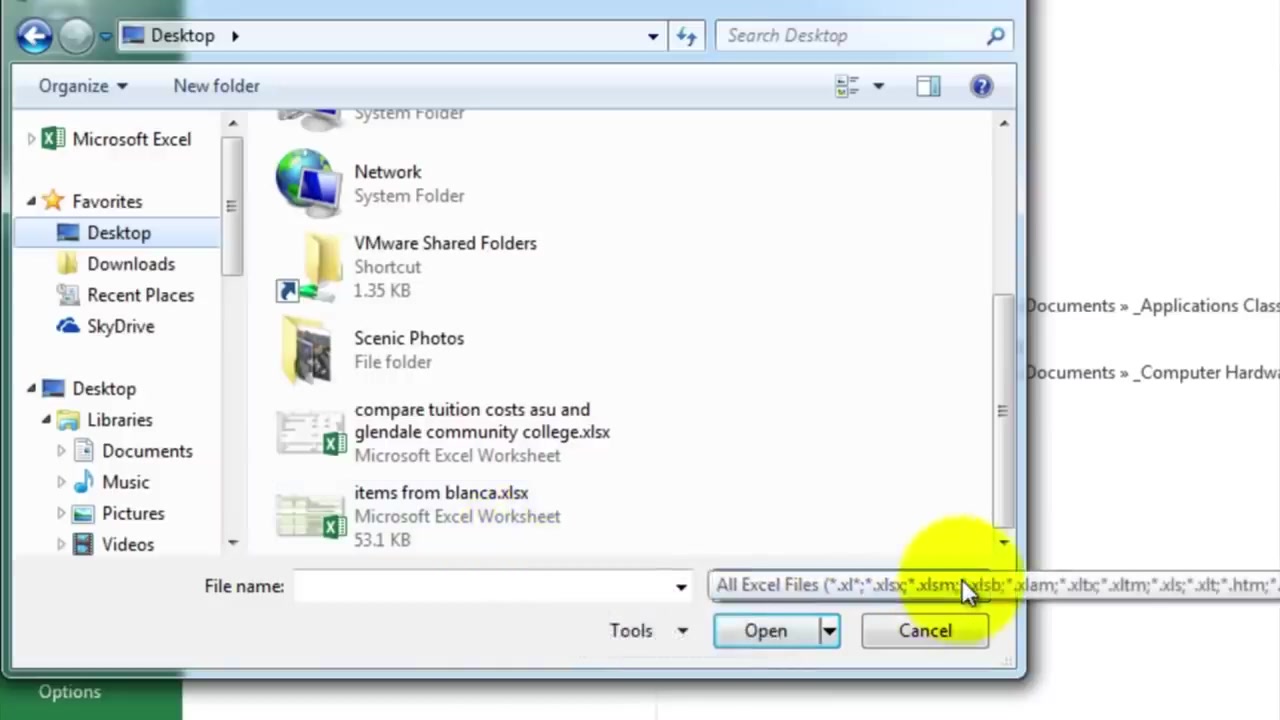 Desktop
Search Desktop
Organize
New folder
Microsoft Excel
Favorites
Desktop
Downloads
Recent Places
SkyDrive
Desktop
Libraries
Documents
Music
Pictures
Videos
System Folder
Network
System Folder
VMware Shared Folders
Shortcut
1.35 KB
Scenic Photos
File folder
compare tuition costs asu and
glendale community college.xlsx
Microsoft Excel Worksheet
items from blanca.xlsx
Microsoft Excel Worksheet
53.1 KB
Documents » _Applications Class
Documents » _Computer Hardwa
File name:
All Excel Files (*.xl*;*.xlsx;*.xlsm;*.xlsb;*.xlam;*.xltx;*.xltm;*.xls;*.xlt;*.htm;*.
Tools
Open
Cancel
Options